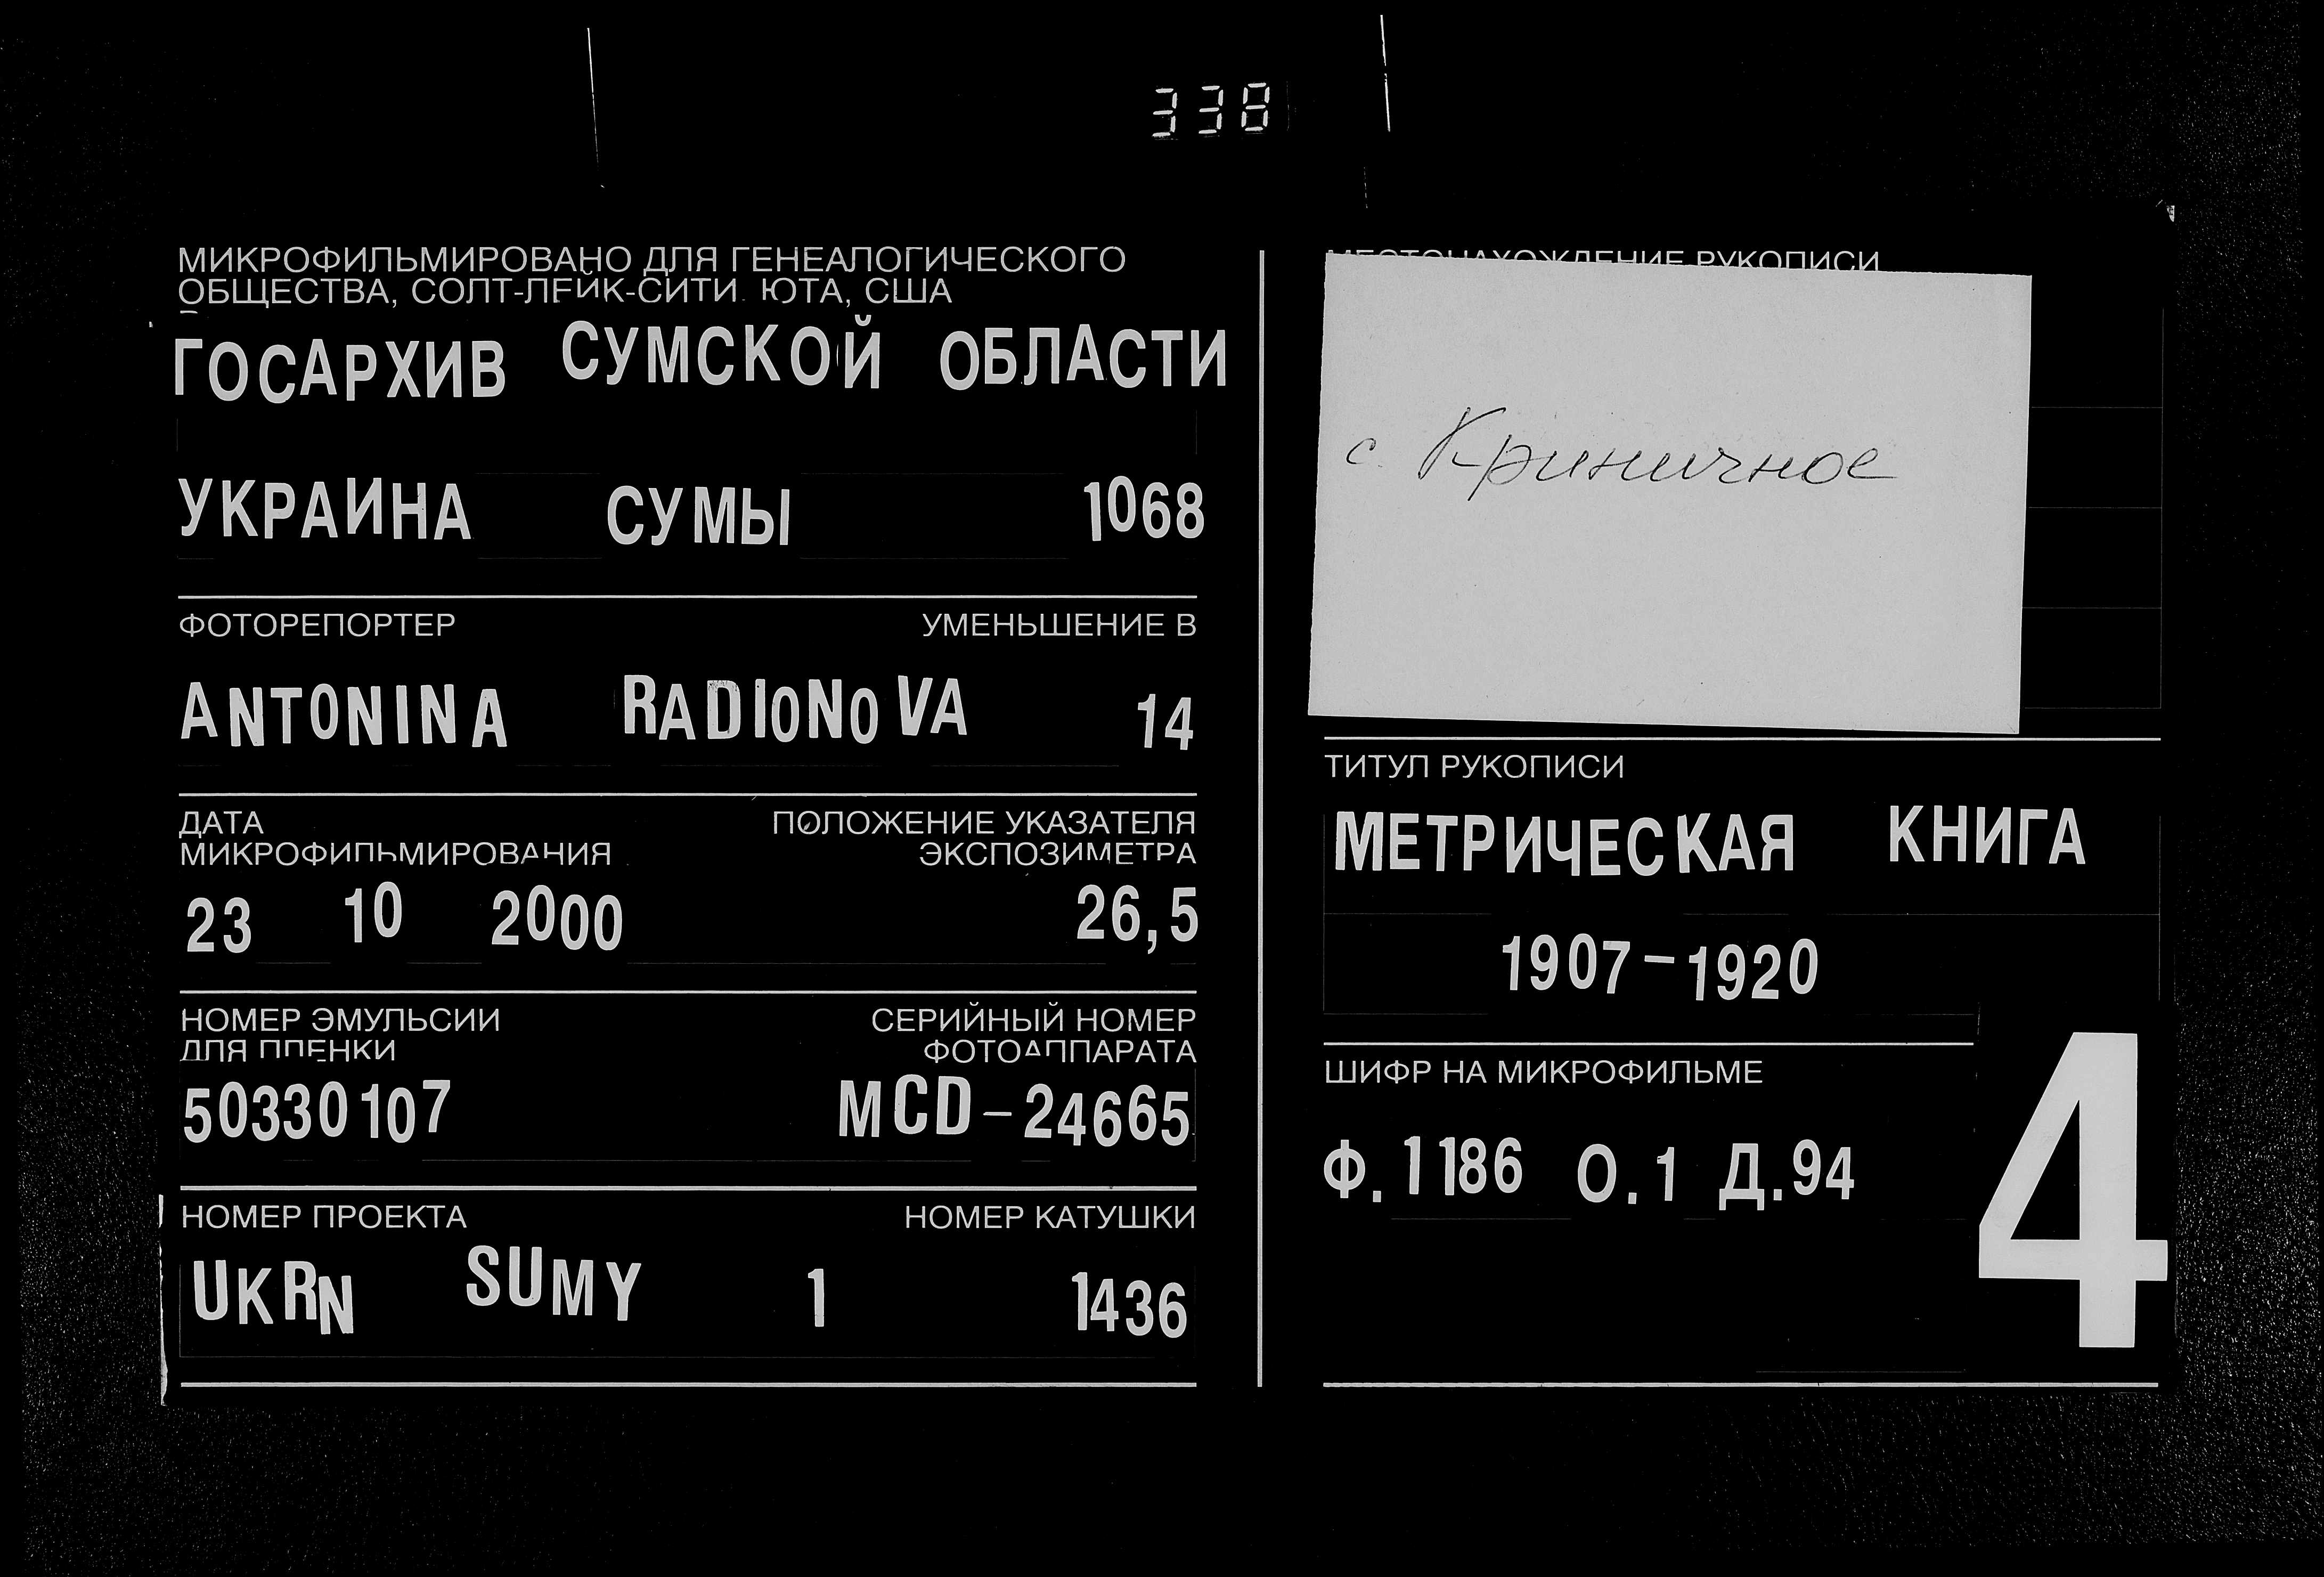 338
МИКРОФИЛЬМИРОВАНО ДЛЯ ГЕНЕАЛОГИЧЕСКОГО
ОБЩЕСТВА, СОЛТ-ЛЕЙК-СИТИ, ЮТА, США
ГОСАРХИВ СУМСКОЙ ОБЛАСТИ
УКРАИНА СУМЫ 1068
ФОТОРЕПОРТЕР УМЕНЬШЕНИЕ В
ANTONINA RADIONOVA 14
ДАТА ПОЛОЖЕНИЕ УКАЗАТЕЛЯ
МИКРОФИЛЬМИРОВАНИЯ ЭКСПОЗИМЕТРА
23 10 2000 26,5
НОМЕР ЭМУЛЬСИИ СЕРИЙНЫЙ НОМЕР
ДЛЯ ПЛЕНКИ ФОТОАППАРАТА
50330107 MCD-24665
НОМЕР ПРОЕКТА НОМЕР КАТУШКИ
UKRN SUMY 1 1436
МЕСТОНАХОЖДЕНИЕ РУКОПИСИ
с. Криничное
ТИТУЛ РУКОПИСИ
МЕТРИЧЕСКАЯ КНИГА
1907-1920
ШИФР НА МИКРОФИЛЬМЕ
Ф. 1186 О.1 Д.94
4